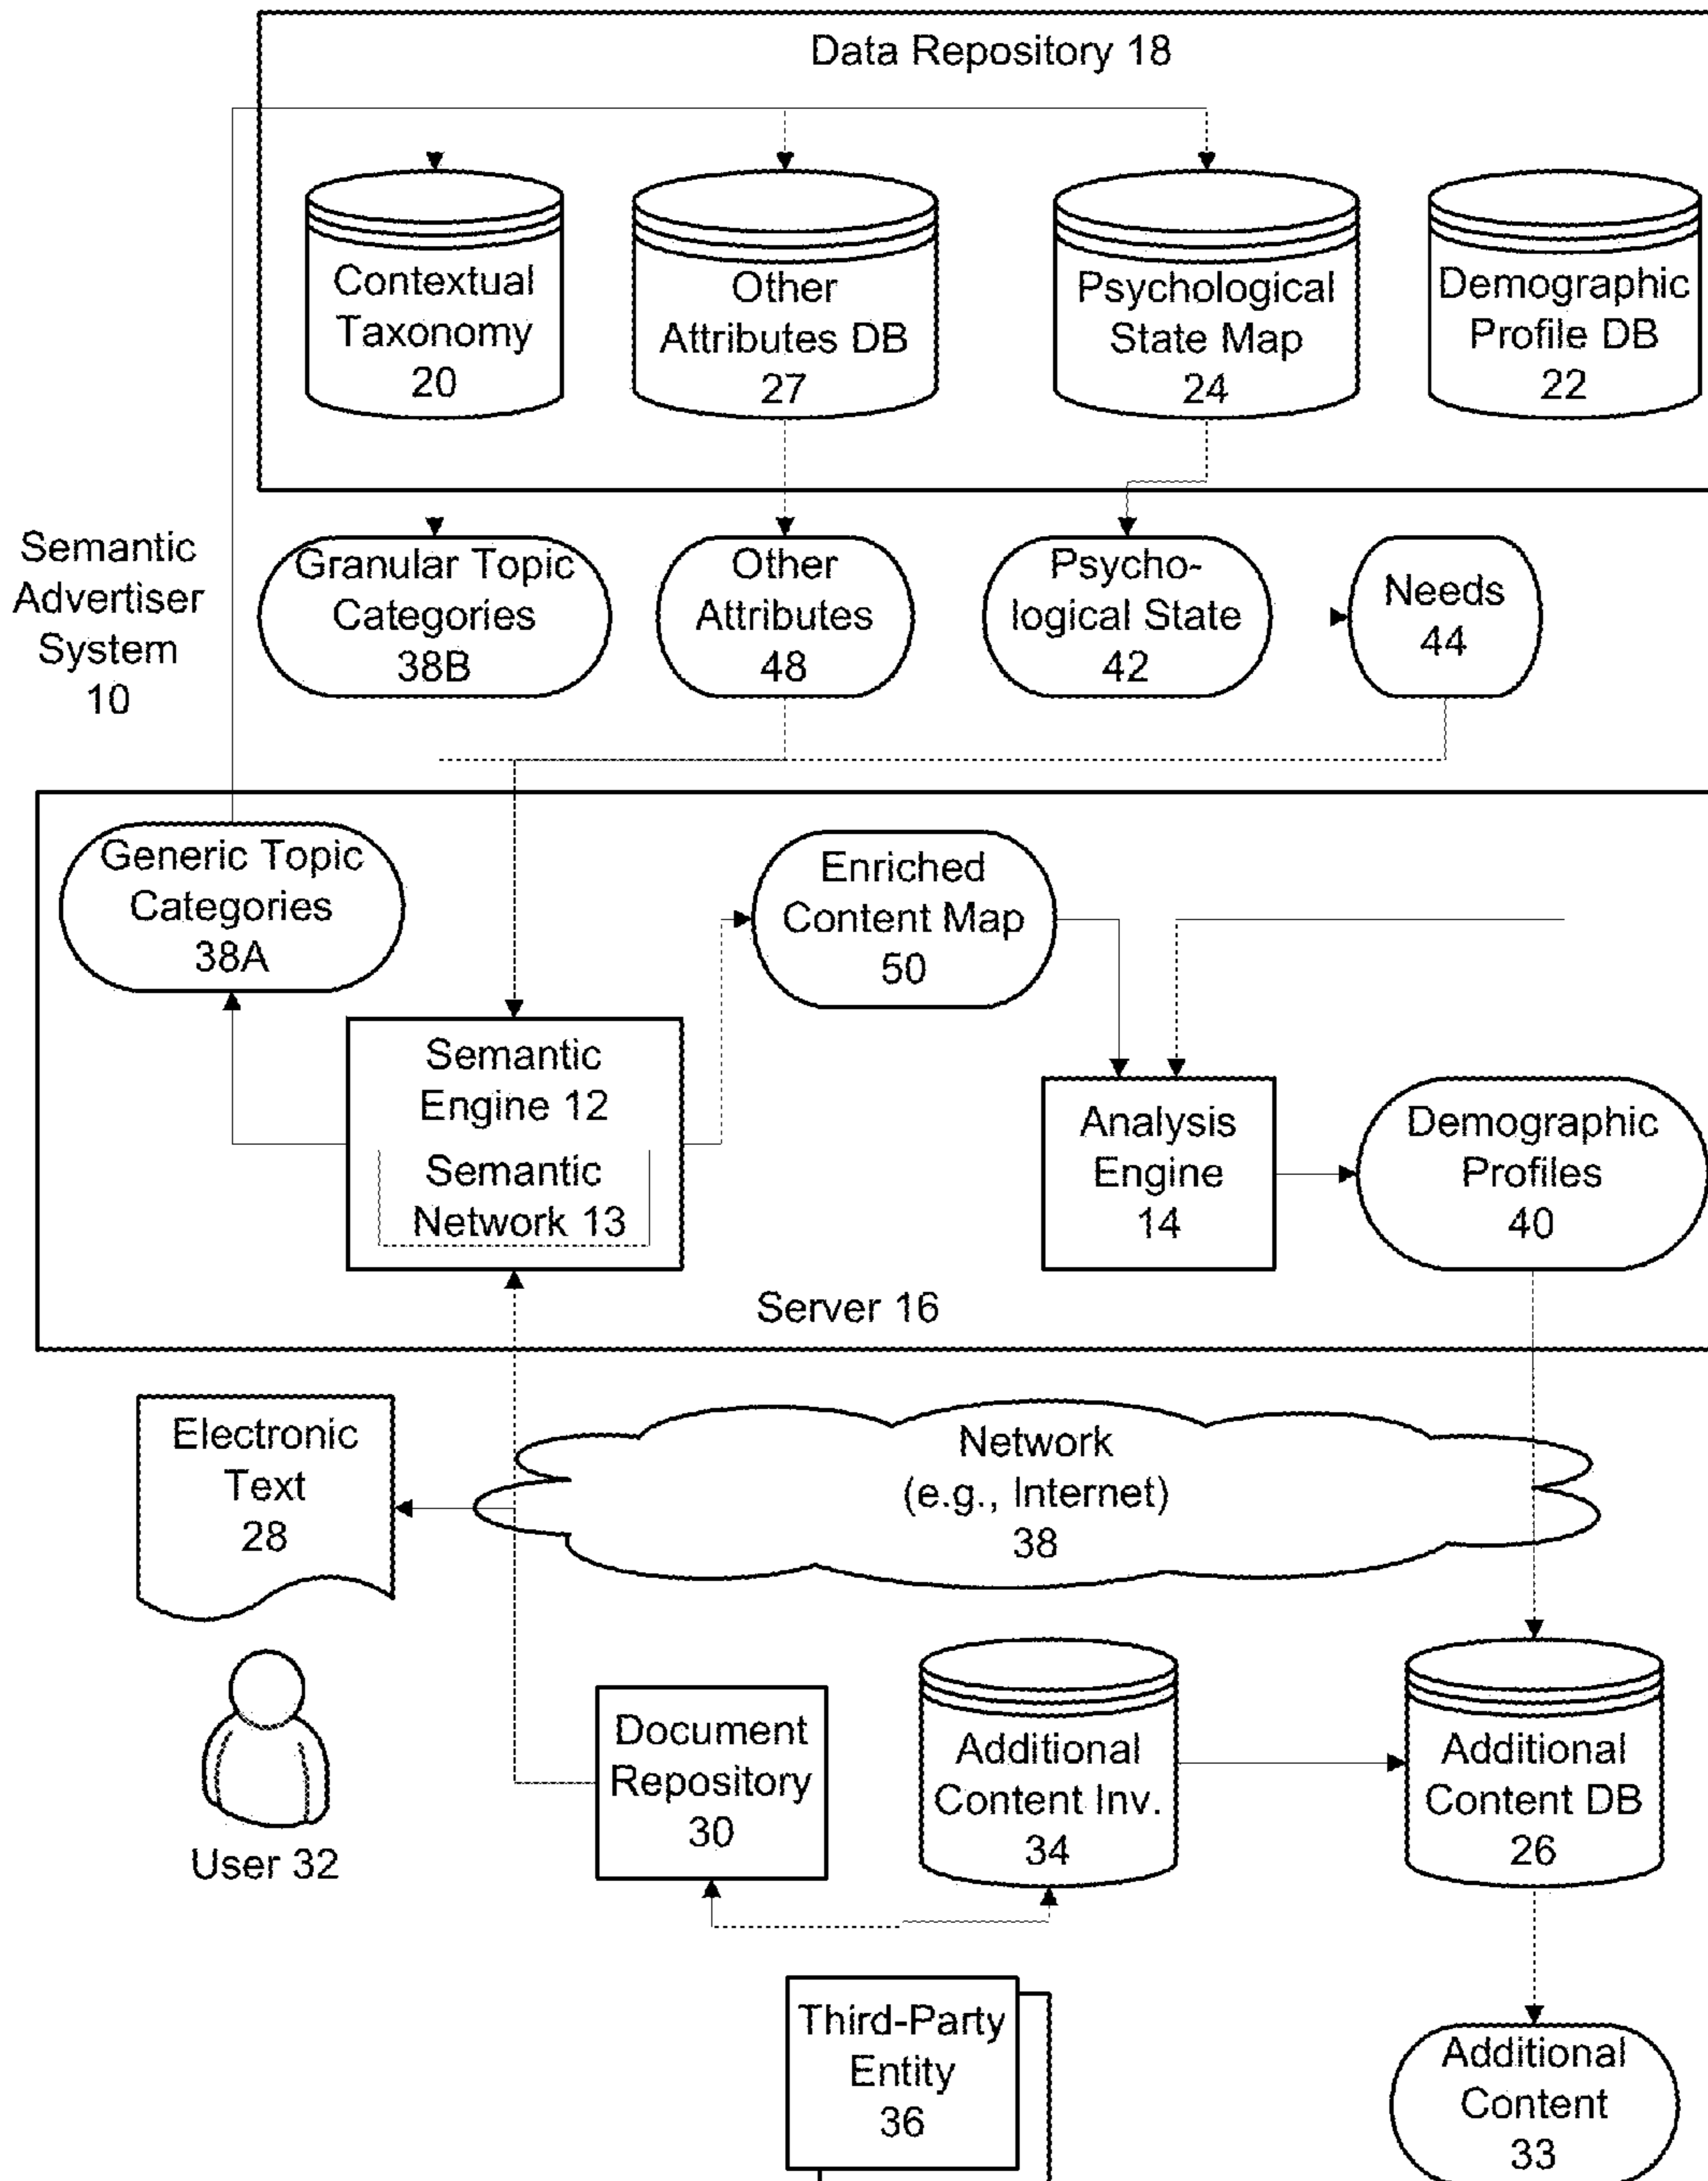 Data Repository 18
Contextual
Taxonomy
20
Other
Attributes DB
27
Psychological
State Map
24
Demographic
Profile DB
22
Semantic
Advertiser
System
10
Granular Topic
Categories
38B
Other
Attributes
48
Psycho-
logical State
42
Needs
44
Generic Topic
Categories
38A
Enriched
Content Map
50
Semantic
Engine 12
Semantic
Network 13
Analysis
Engine
14
Demographic
Profiles
40
Server 16
Electronic
Text
28
Network
(e.g., Internet)
38
User 32
Document
Repository
30
Additional
Content Inv.
34
Additional
Content DB
26
Third-Party
Entity
36
Additional
Content
33